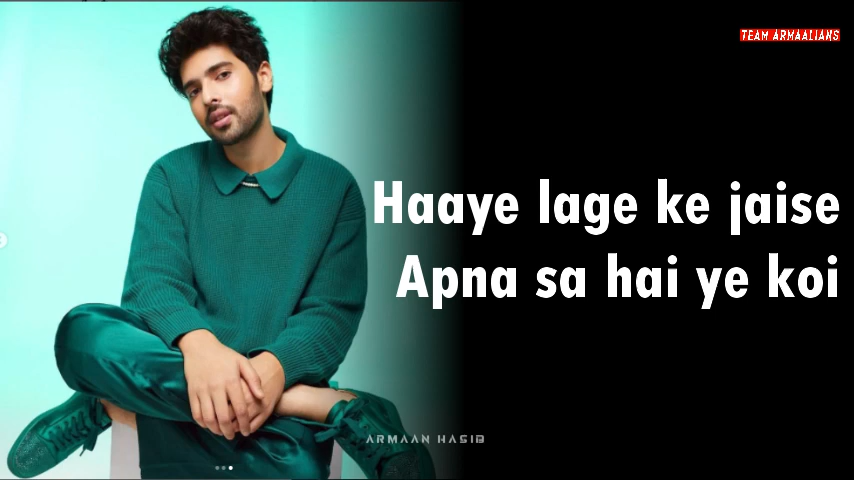 TEAM ARMAALIANS
Haaye lage ke jaise
Apna sa hai ye koi
ARMAAN HASIB